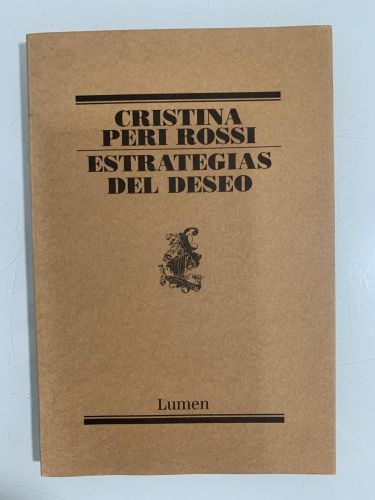 CRISTINA
PERI ROSSI
ESTRATEGIAS
DEL DESEO
Lumen